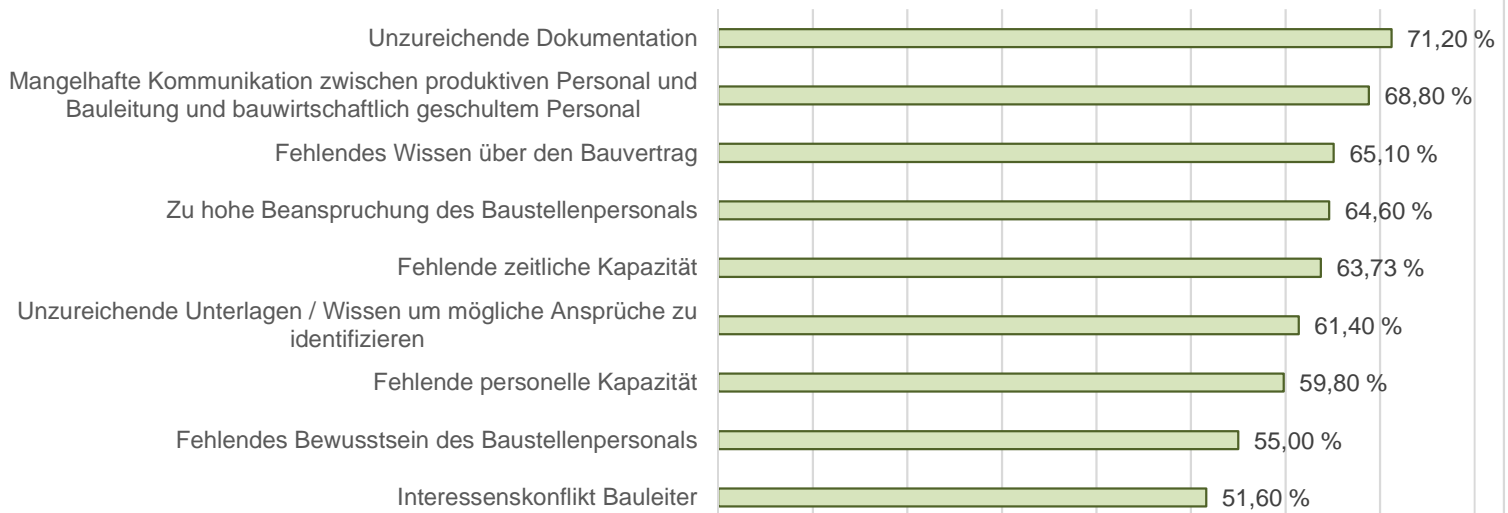 Unzureichende Dokumentation
71,20 %
Mangelhafte Kommunikation zwischen produktiven Personal und
Bauleitung und bauwirtschaftlich geschultem Personal
68,80 %
Fehlendes Wissen über den Bauvertrag
65,10 %
Zu hohe Beanspruchung des Baustellenpersonals
64,60 %
Fehlende zeitliche Kapazität
63,73 %
Unzureichende Unterlagen / Wissen um mögliche Ansprüche zu
identifizieren
61,40 %
Fehlende personelle Kapazität
59,80 %
Fehlendes Bewusstsein des Baustellenpersonals
55,00 %
Interessenskonflikt Bauleiter
51,60 %